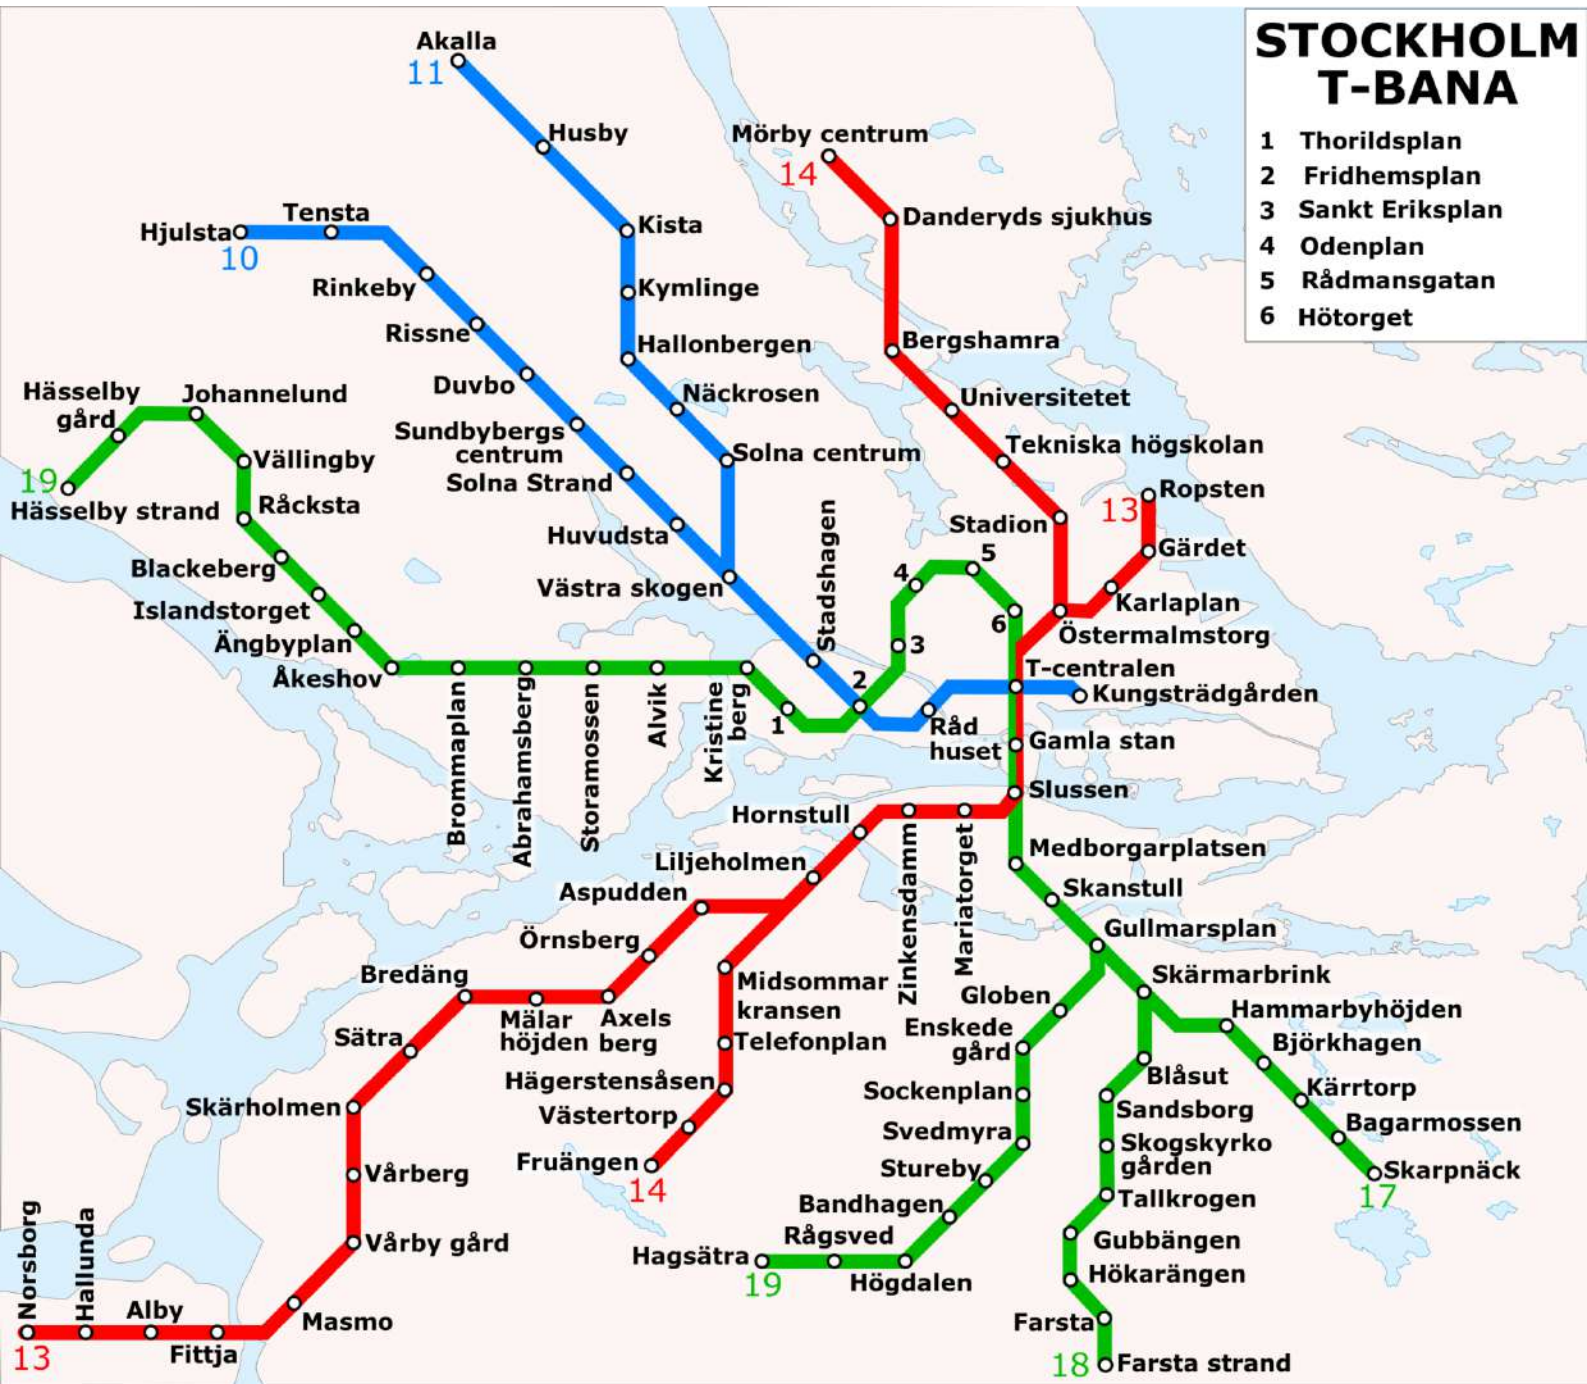 STOCKHOLM
T-BANA
1 Thorildsplan
2 Fridhemsplan
3 Sankt Eriksplan
4 Odenplan
5 Rådmansgatan
6 Hötorget
Akalla
11
Husby
Mörby centrum
14
Hjulsta
10
Tensta
Kista
Danderyds sjukhus
Rinkeby
Kymlinge
Rissne
Hallonbergen
Bergshamra
Duvbo
Näckrosen
Universitetet
Hässelby
gård
Johannelund
Sundbybergs
centrum
Solna centrum
Tekniska högskolan
Vällingby
Solna Strand
19
Hässelby strand
Råcksta
Ropsten
13
Stadion
Huvudsta
Gärdet
Blackeberg
Västra skogen
Stadshagen
4
5
Islandstorget
Karlaplan
Ängbyplan
6
Östermalmstorg
3
Åkeshov
T-centralen
2
Kungsträdgården
Brommaplan
Abrahamsberg
Storamossen
Alvik
Kristine
berg
1
Råd
huset
Gamla stan
Slussen
Hornstull
Zinkensdamm
Mariatorget
Medborgarplatsen
Liljeholmen
Skanstull
Aspudden
Gullmarsplan
Örnsberg
Bredäng
Skärmarbrink
Mälar
höjden
Axels
berg
Midsommar
kransen
Globen
Hammarbyhöjden
Sätra
Telefonplan
Enskede
gård
Björkhagen
Hägerstensåsen
Sockenplan
Blåsut
Kärrtorp
Skärholmen
Västertorp
Sandsborg
Bagarmossen
Svedmyra
Skogskyrko
gården
Fruängen
14
Vårberg
Stureby
Skarpnäck
17
Bandhagen
Tallkrogen
Vårby gård
Rågsved
Gubbängen
Hagsätra
19
Högdalen
Hökarängen
Norsborg
13
Hallunda
Alby
Fittja
Masmo
Farsta
18
Farsta strand